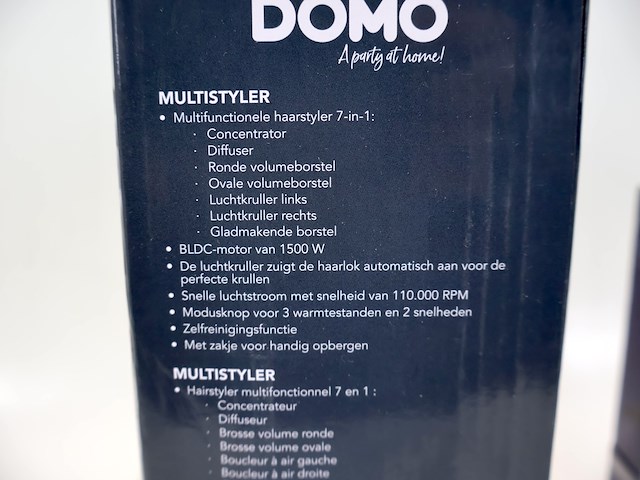 DOMO
A party at home!
MULTISTYLER
• Multifunctionele haarstyler 7-in-1:
· Concentrator
· Diffuser
· Ronde volumeborstel
· Ovale volumeborstel
· Luchtkruller links
· Luchtkruller rechts
· Gladmakende borstel
• BLDC-motor van 1500 W
• De luchtkruller zuigt de haarlok automatisch aan voor de
perfecte krullen
• Snelle luchtstroom met snelheid van 110.000 RPM
• Modusknop voor 3 warmtestanden en 2 snelheden
• Zelfreinigingsfunctie
• Met zakje voor handig opbergen
MULTISTYLER
• Hairstyler multifonctionnel 7 en 1 :
· Concentrateur
· Diffuseur
· Brosse volume ronde
· Brosse volume ovale
· Boucleur à air gauche
· Boucleur à air droite